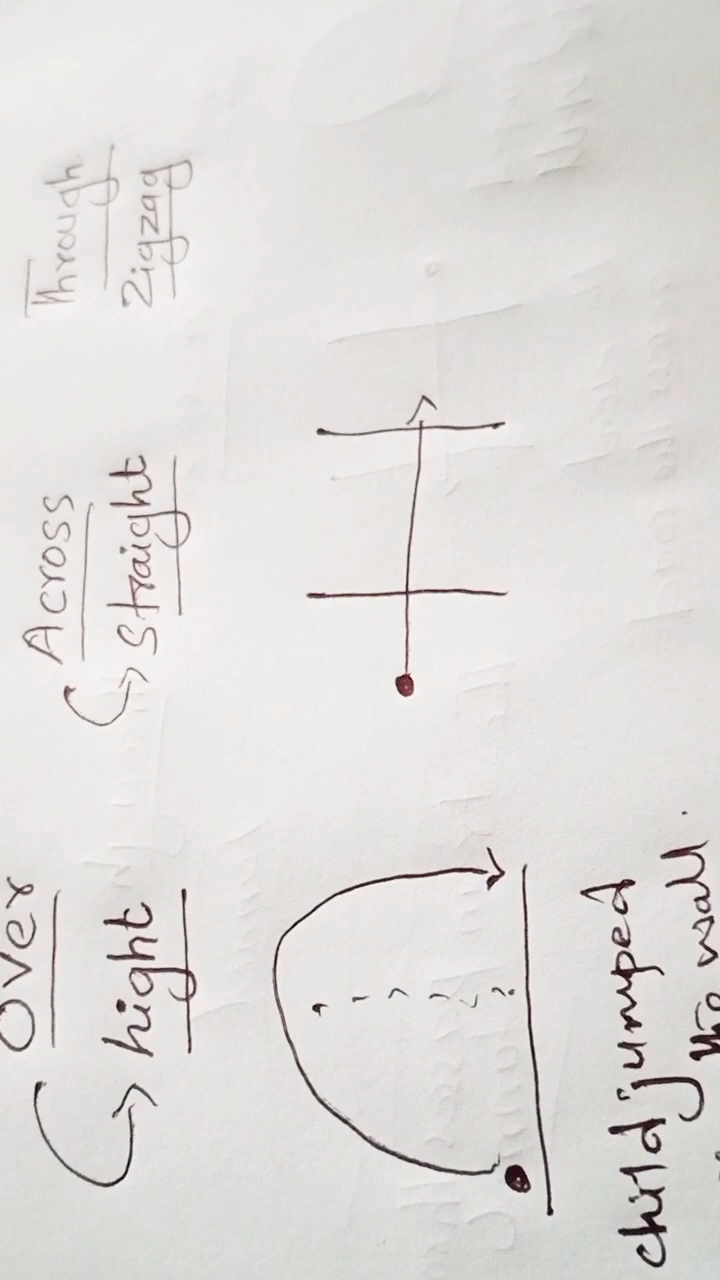 Over
hight
child jumped
the wall.
Across
straight
Through
Zigzag